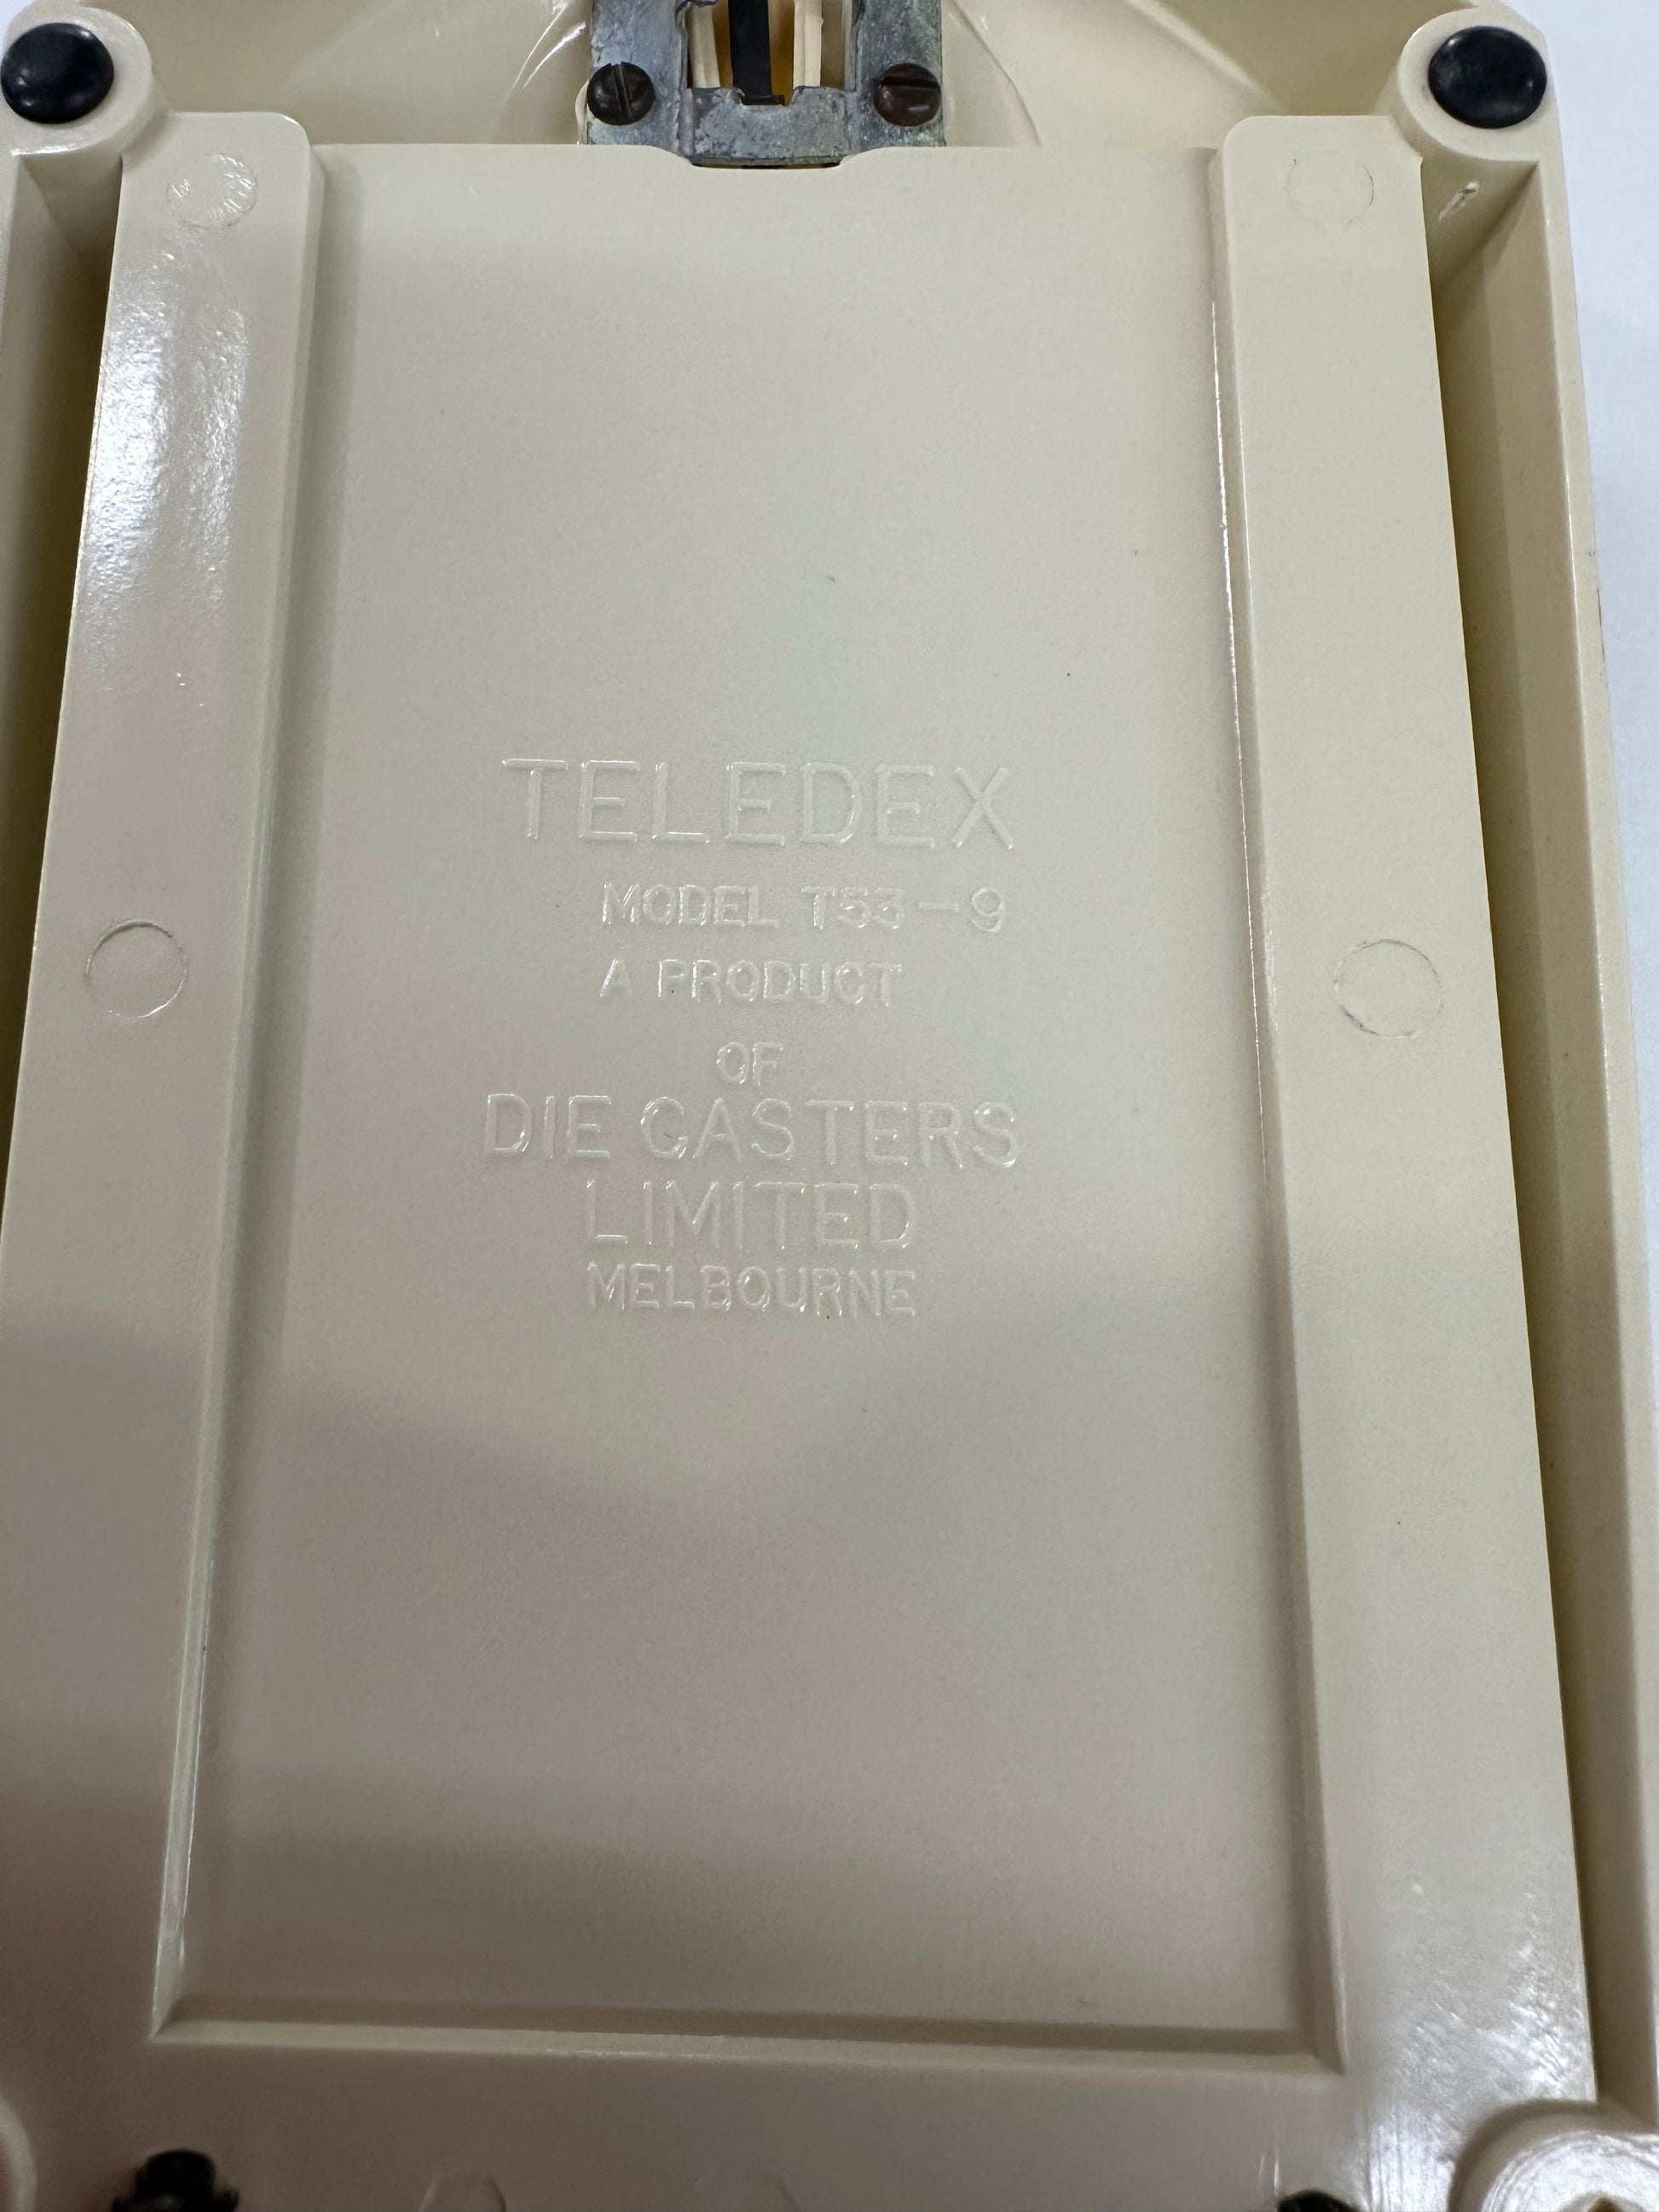 TELEDEX
MODEL T53-9
A PRODUCT
OF
DIE CASTERS
LIMITED
MELBOURNE